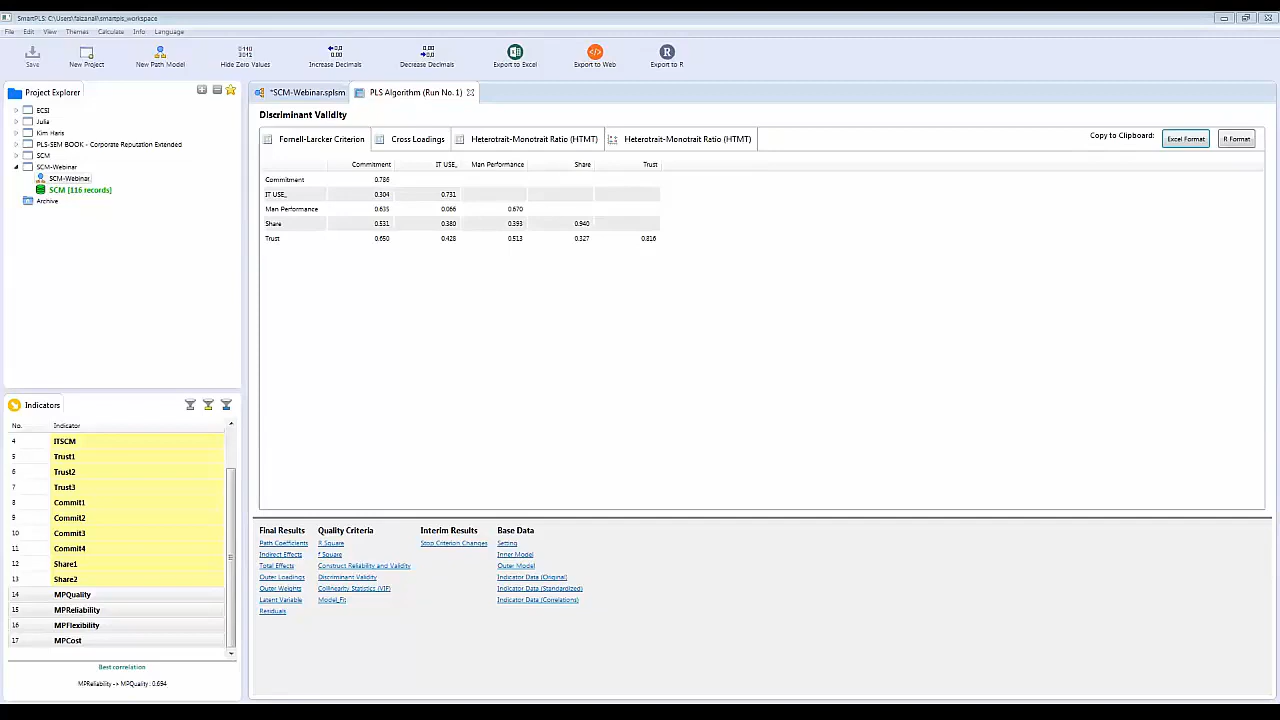 SmartPLS: C:\Users\faizanali\smartpls_workspace
File Edit View Themes Calculate Info Language
Save New Project New Path Model Hide Zero Values Increase Decimals Decrease Decimals Export to Excel Export to Web Export to R
Project Explorer
ECSI
Julia
Kim Haris
PLS-SEM BOOK - Corporate Reputation Extended
SCM
SCM-Webinar
SCM-Webinar
SCM [116 records]
Archive
*SCM-Webinar.splsm PLS Algorithm (Run No. 1)
Discriminant Validity
Fornell-Larcker Criterion Cross Loadings Heterotrait-Monotrait Ratio (HTMT) Heterotrait-Monotrait Ratio (HTMT) Copy to Clipboard: Excel Format R Format
Commitment IT USE_ Man Performance Share Trust
Commitment 0.786
IT USE_ 0.304 0.731
Man Performance 0.635 0.066 0.670
Share 0.531 0.380 0.393 0.940
Trust 0.650 0.428 0.513 0.327 0.816
Indicators
No. Indicator
4 ITSCM
5 Trust1
6 Trust2
7 Trust3
8 Commit1
9 Commit2
10 Commit3
11 Commit4
12 Share1
13 Share2
14 MPQuality
15 MPReliability
16 MPFlexibility
17 MPCost
Best correlation
MPReliability -> MPQuality : 0.694
Final Results Quality Criteria Interim Results Base Data
Path Coefficients R Square Stop Criterion Changes Setting
Indirect Effects f Square Inner Model
Total Effects Construct Reliability and Validity Outer Model
Outer Loadings Discriminant Validity Indicator Data (Original)
Outer Weights Collinearity Statistics (VIF) Indicator Data (Standardized)
Latent Variable Model_Fit Indicator Data (Correlations)
Residuals